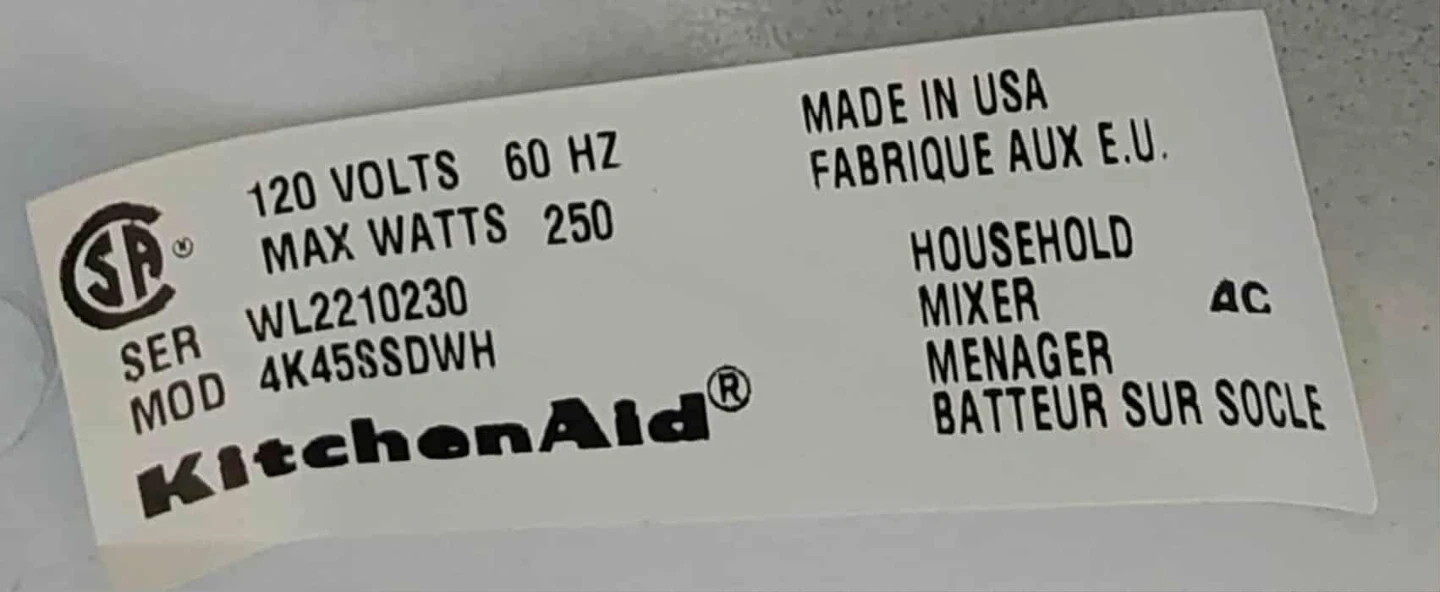 120 VOLTS 60 HZ
MAX WATTS 250
CSA ®
SER WL2210230
MOD 4K45SSDWH
KitchenAid®
MADE IN USA
FABRIQUE AUX E.U.
HOUSEHOLD
MIXER AC
MENAGER
BATTEUR SUR SOCLE